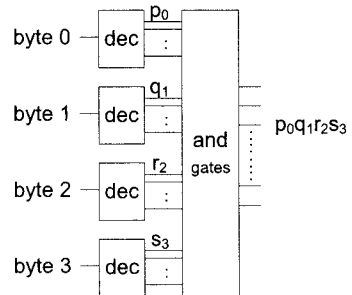 p₀
byte 0 dec
:
q₁
byte 1 dec
:
and
gates
p₀q₁r₂s₃
r₂
byte 2 dec
:
s₃
byte 3 dec
: